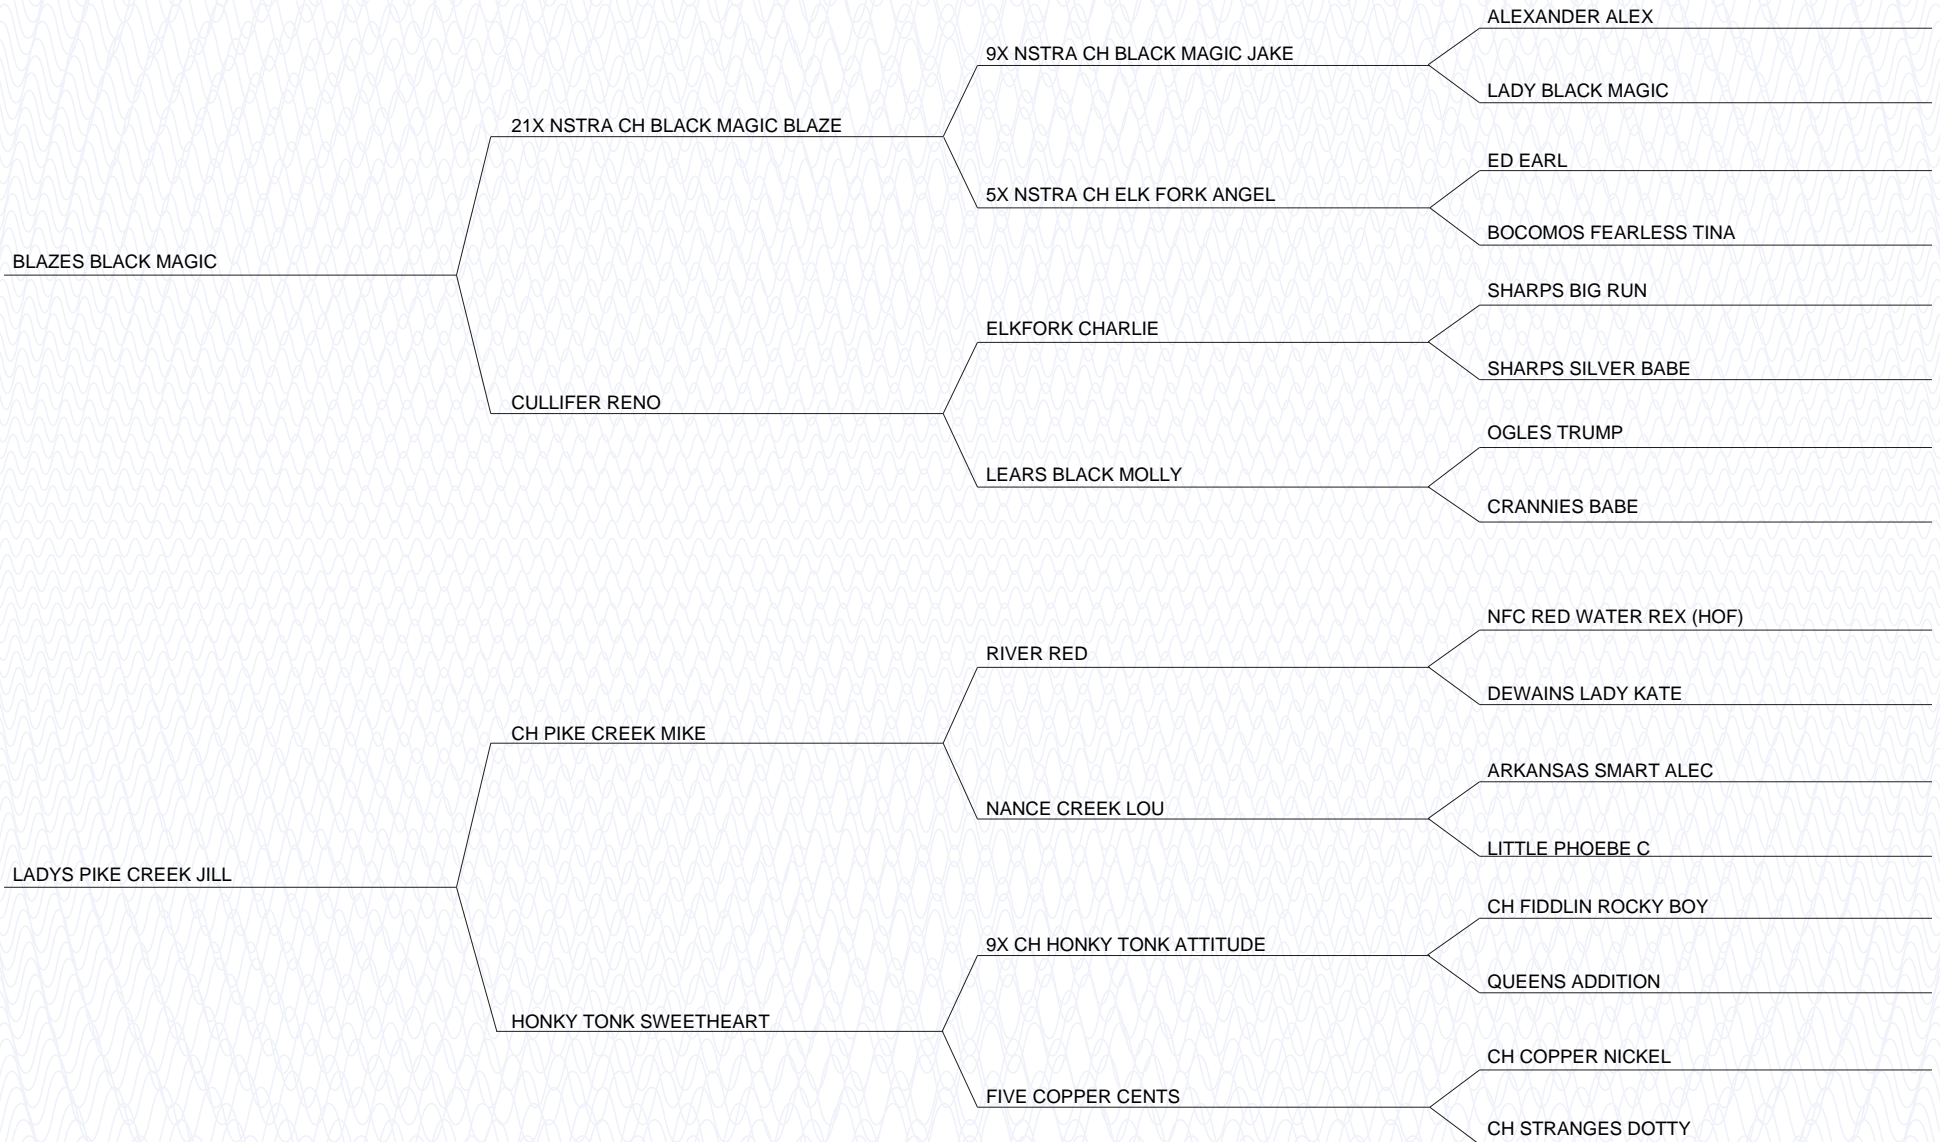 ALEXANDER ALEX
9X NSTRA CH BLACK MAGIC JAKE
LADY BLACK MAGIC
21X NSTRA CH BLACK MAGIC BLAZE
ED EARL
5X NSTRA CH ELK FORK ANGEL
BOCOMOS FEARLESS TINA
BLAZES BLACK MAGIC
SHARPS BIG RUN
ELKFORK CHARLIE
SHARPS SILVER BABE
CULLIFER RENO
OGLES TRUMP
LEARS BLACK MOLLY
CRANNIES BABE
NFC RED WATER REX (HOF)
RIVER RED
DEWAINS LADY KATE
CH PIKE CREEK MIKE
ARKANSAS SMART ALEC
NANCE CREEK LOU
LITTLE PHOEBE C
LADYS PIKE CREEK JILL
CH FIDDLIN ROCKY BOY
9X CH HONKY TONK ATTITUDE
QUEENS ADDITION
HONKY TONK SWEETHEART
CH COPPER NICKEL
FIVE COPPER CENTS
CH STRANGES DOTTY